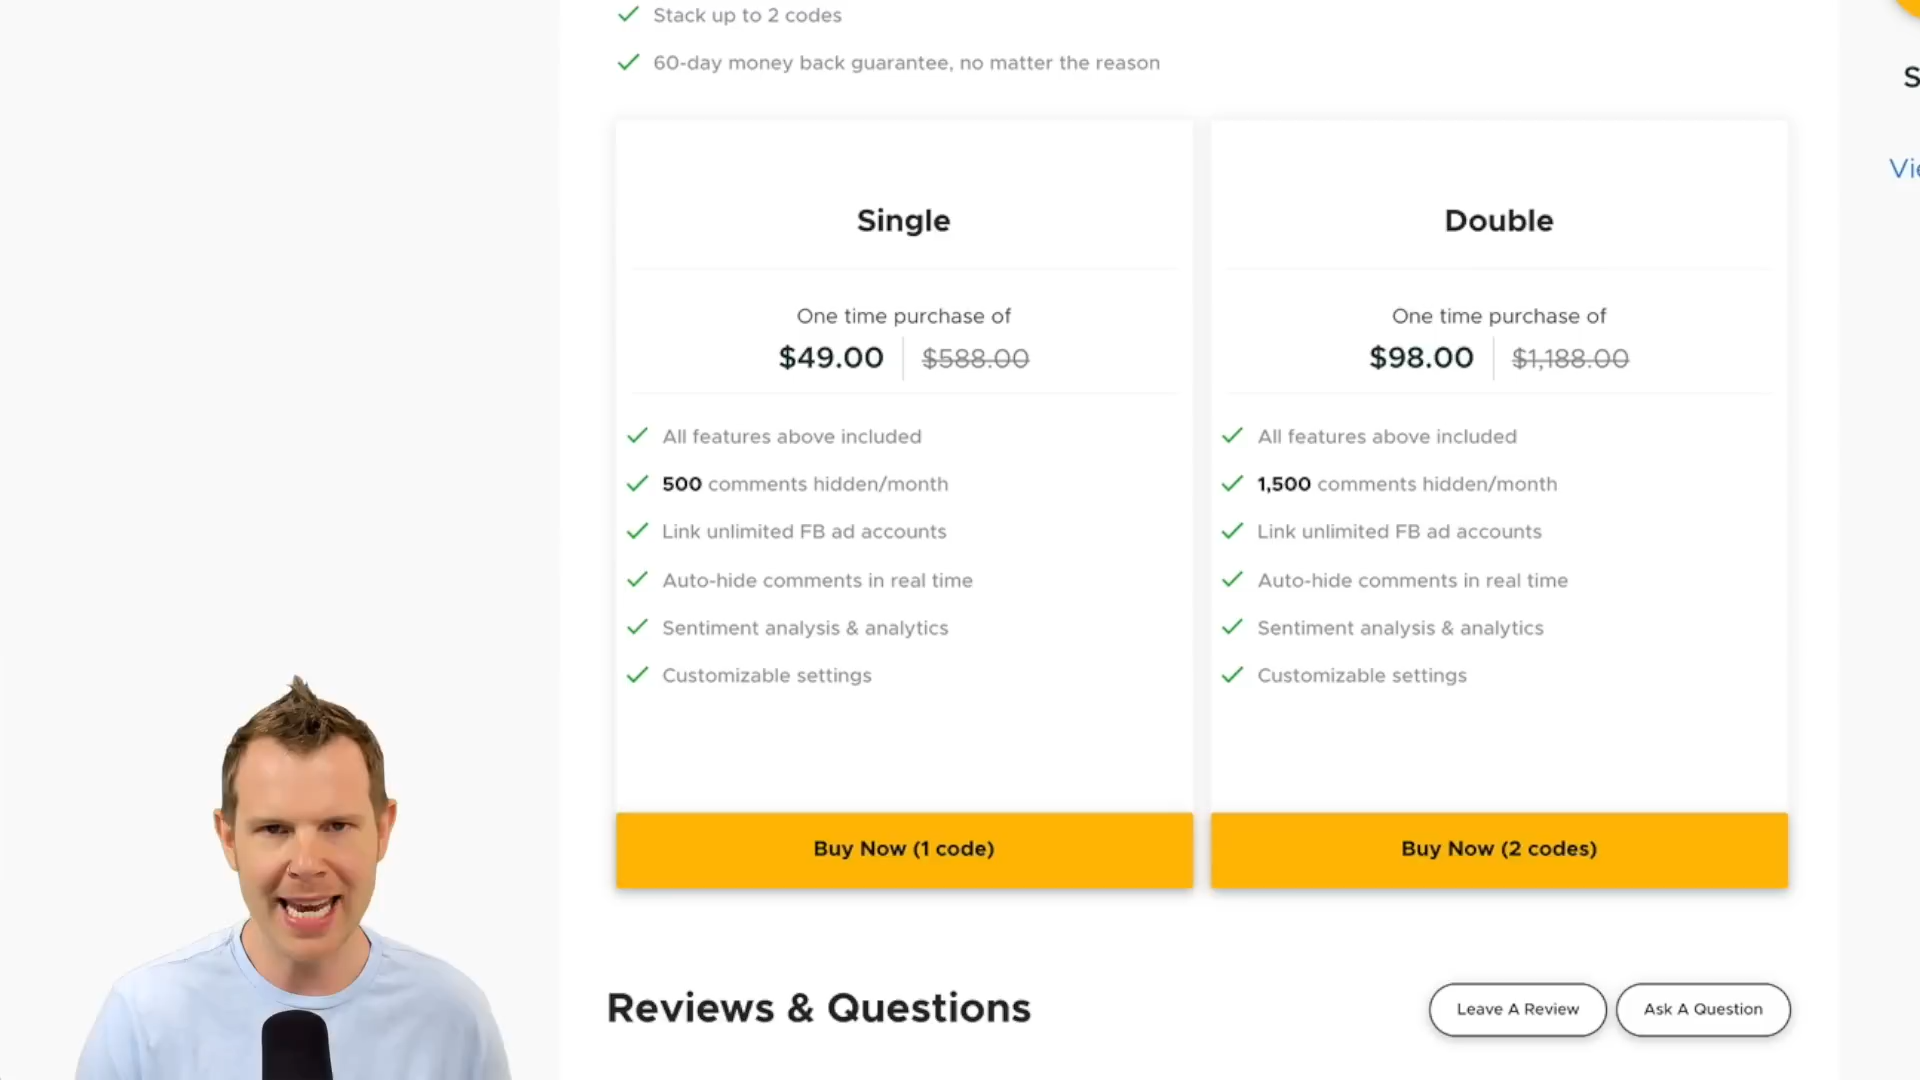 Stack up to 2 codes
60-day money back guarantee, no matter the reason
Single
One time purchase of
$49.00 $588.00
All features above included
500 comments hidden/month
Link unlimited FB ad accounts
Auto-hide comments in real time
Sentiment analysis & analytics
Customizable settings
Buy Now (1 code)
Double
One time purchase of
$98.00 $1,188.00
All features above included
1,500 comments hidden/month
Link unlimited FB ad accounts
Auto-hide comments in real time
Sentiment analysis & analytics
Customizable settings
Buy Now (2 codes)
Reviews & Questions
Leave A Review
Ask A Question